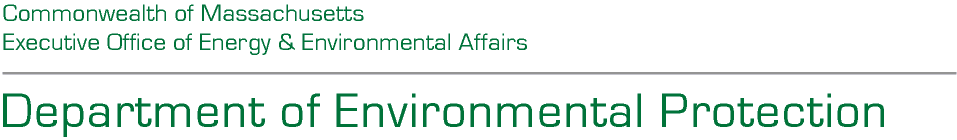 Commonwealth of Massachusetts
Executive Office of Energy & Environmental Affairs
Department of Environmental Protection